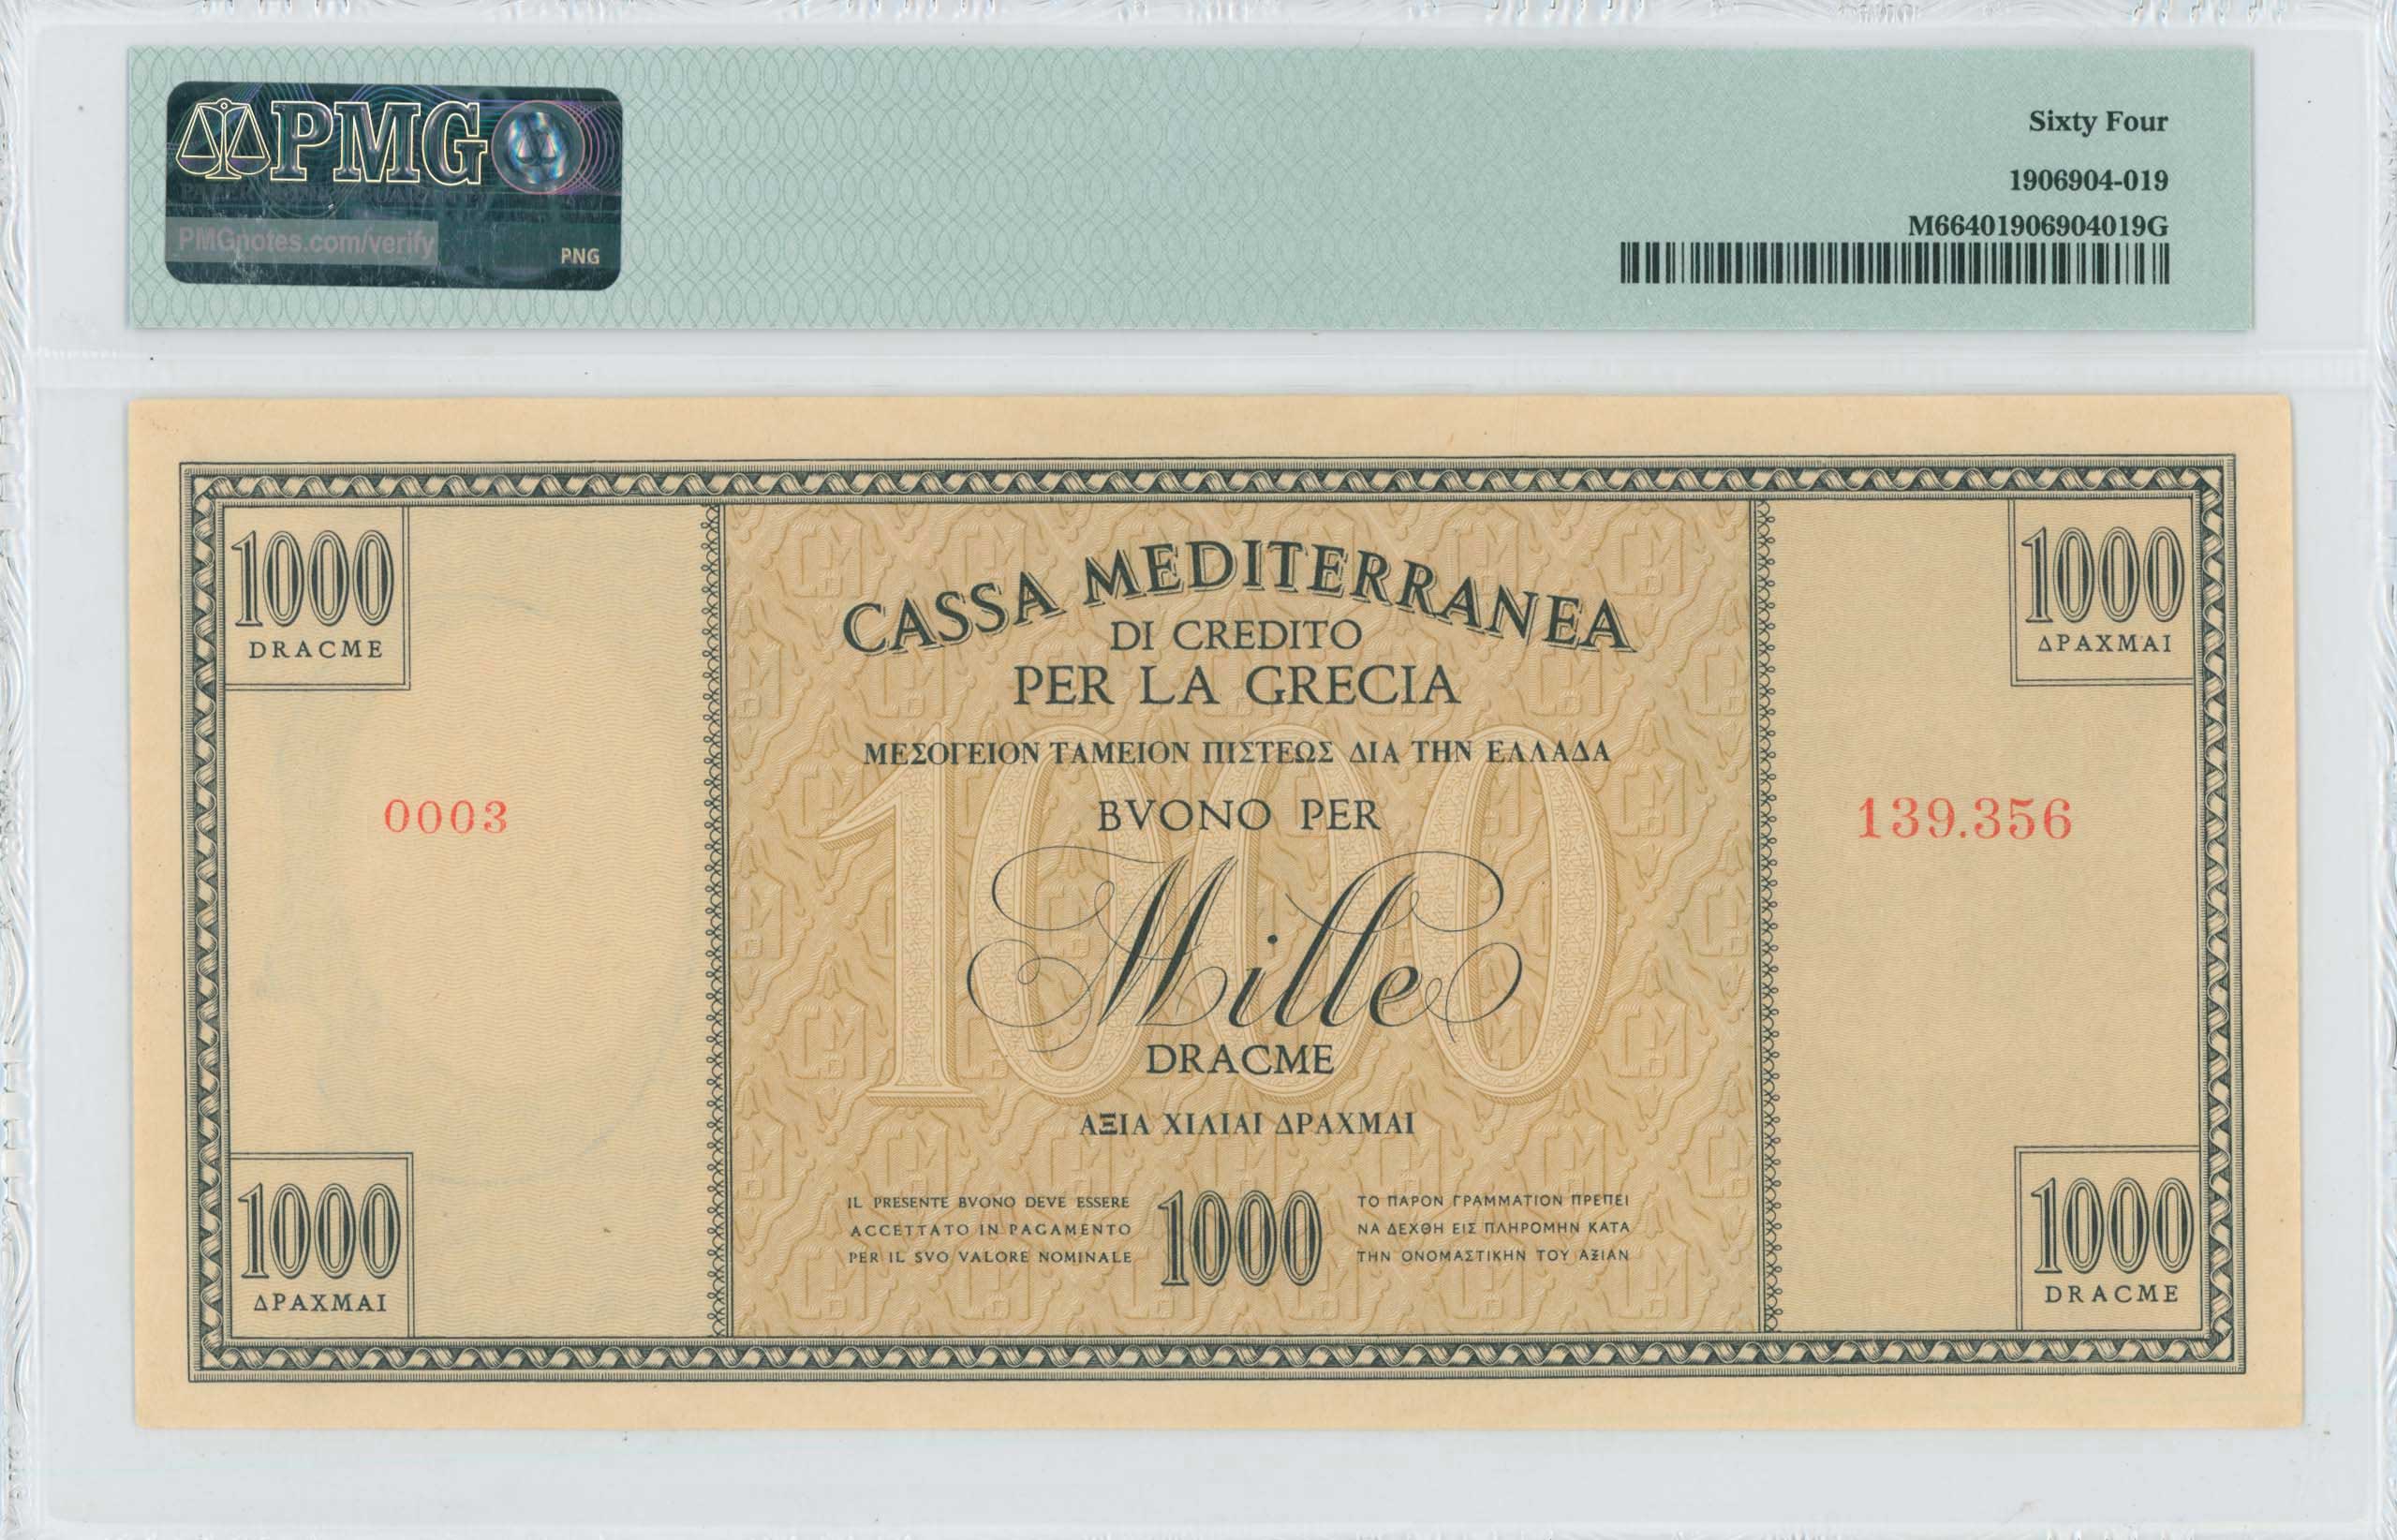 PMG
PMGnotes.com/verify
PNG
Sixty Four
1906904-019
M66401906904019G
1000
DRACME
1000
ΔΡΑΧΜΑΙ
CASSA MEDITERRANEA
DI CREDITO
PER LA GRECIA
ΜΕΣΟΓΕΙΟΝ ΤΑΜΕΙΟΝ ΠΙΣΤΕΩΣ ΔΙΑ ΤΗΝ ΕΛΛΑΔΑ
0003
BVONO PER
139.356
1000
Mille
DRACME
ΑΞΙΑ ΧΙΛΙΑΙ ΔΡΑΧΜΑΙ
IL PRESENTE BVONO DEVE ESSERE
ACCETTATO IN PAGAMENTO
PER IL SVO VALORE NOMINALE
1000
ΤΟ ΠΑΡΟΝ ΓΡΑΜΜΑΤΙΟΝ ΠΡΕΠΕΙ
ΝΑ ΔΕΧΘΗ ΕΙΣ ΠΛΗΡΟΜΗΝ ΚΑΤΑ
ΤΗΝ ΟΝΟΜΑΣΤΙΚΗΝ ΤΟΥ ΑΞΙΑΝ
1000
ΔΡΑΧΜΑΙ
1000
DRACME